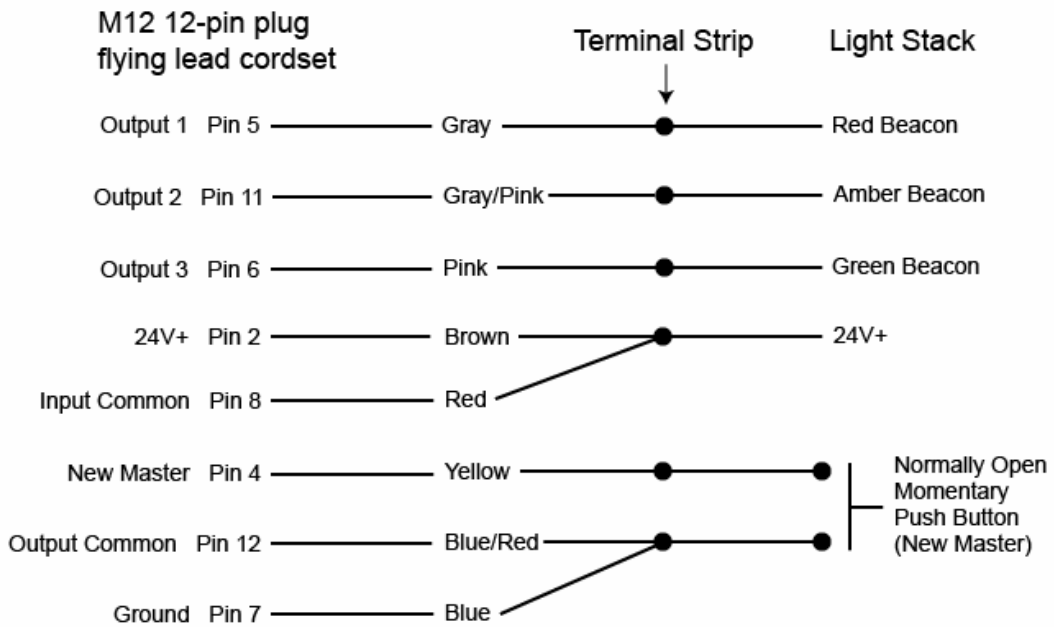 M12 12-pin plug
flying lead cordset
Terminal Strip
Light Stack
Output 1 Pin 5 Gray Red Beacon
Output 2 Pin 11 Gray/Pink Amber Beacon
Output 3 Pin 6 Pink Green Beacon
24V+ Pin 2 Brown 24V+
Input Common Pin 8 Red
New Master Pin 4 Yellow
Output Common Pin 12 Blue/Red
Ground Pin 7 Blue
Normally Open
Momentary
Push Button
(New Master)